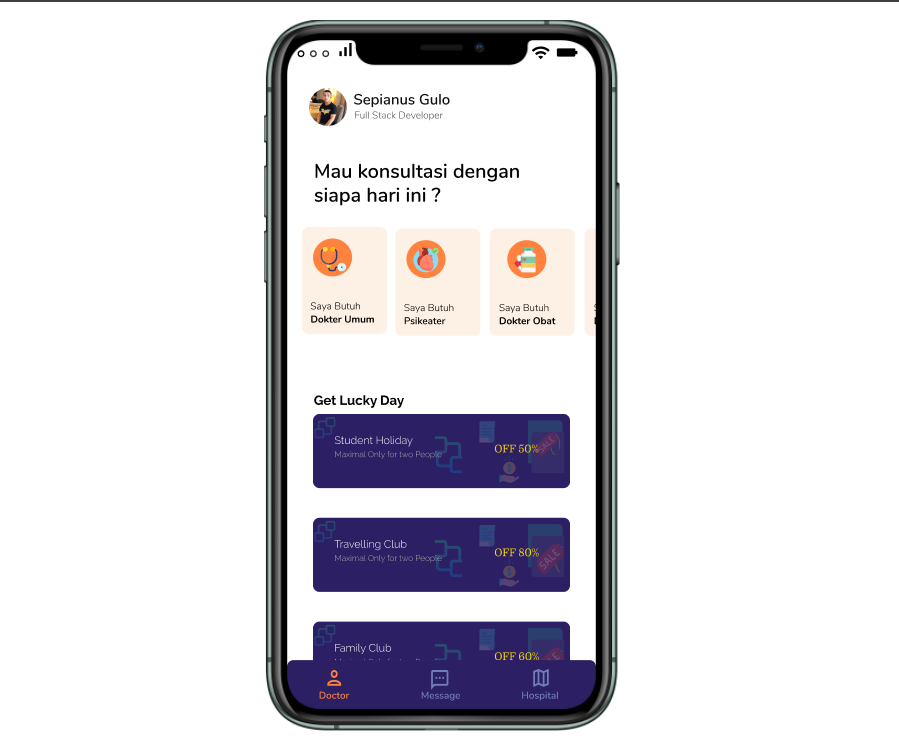 Sepianus Gulo
Full Stack Developer
Mau konsultasi dengan
siapa hari ini ?
Saya Butuh
Dokter Umum
Saya Butuh
Psikeater
Saya Butuh
Dokter Obat
Get Lucky Day
Student Holiday
Maximal Only for two People
OFF 50%
SALE
Travelling Club
Maximal Only for two People
OFF 80%
SALE
Family Club
OFF 60%
Doctor
Message
Hospital